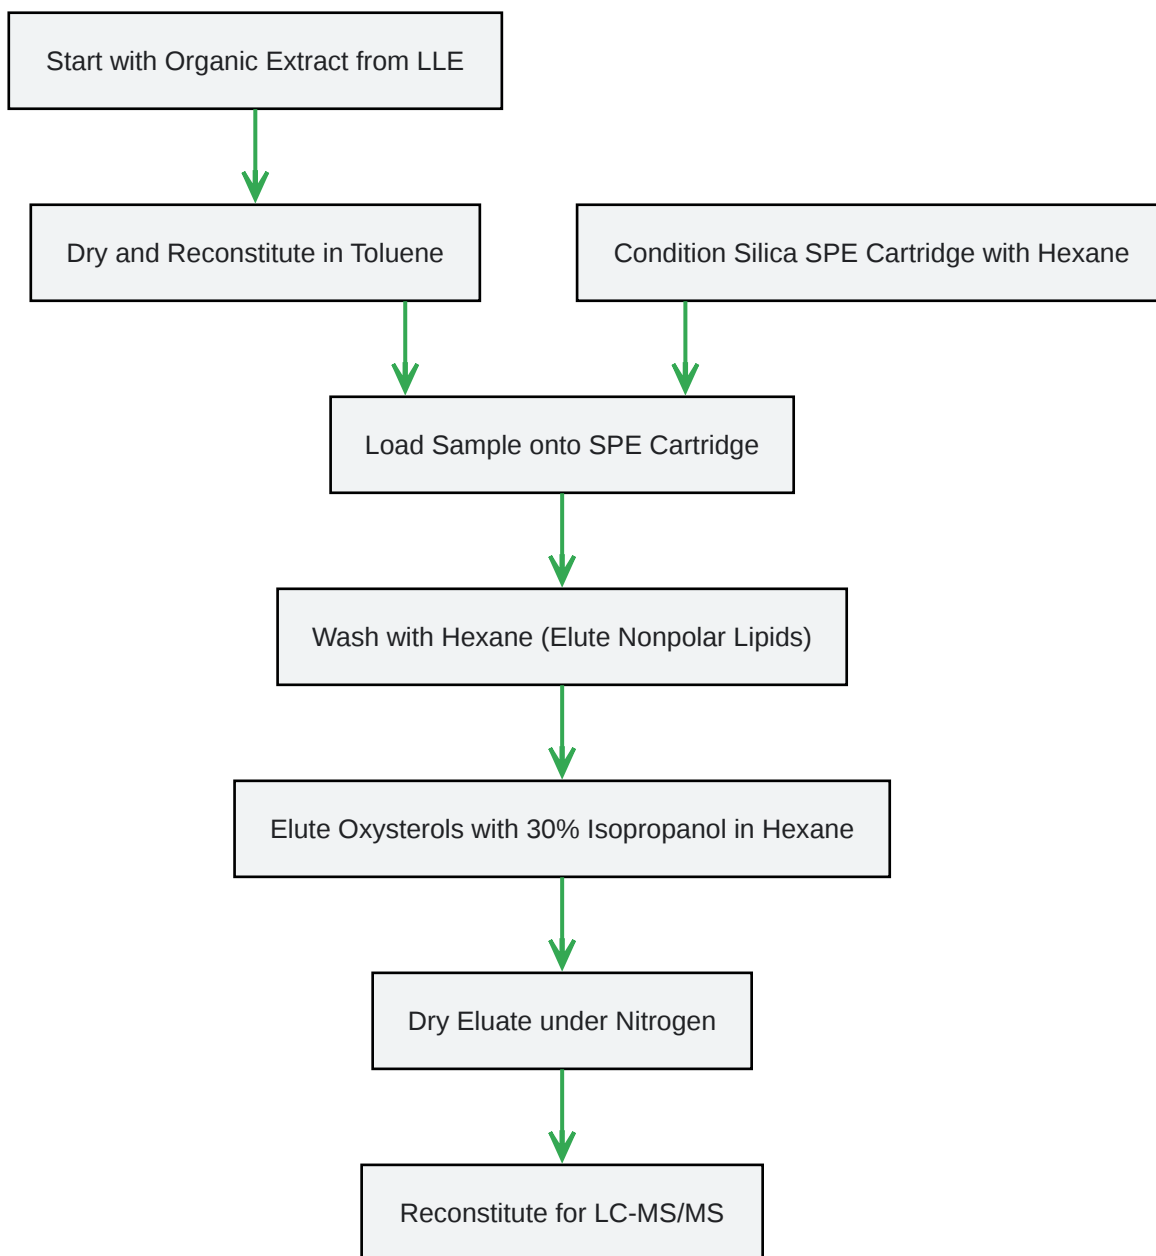 Start with Organic Extract from LLE
Dry and Reconstitute in Toluene
Condition Silica SPE Cartridge with Hexane
Load Sample onto SPE Cartridge
Wash with Hexane (Elute Nonpolar Lipids)
Elute Oxysterols with 30% Isopropanol in Hexane
Dry Eluate under Nitrogen
Reconstitute for LC-MS/MS